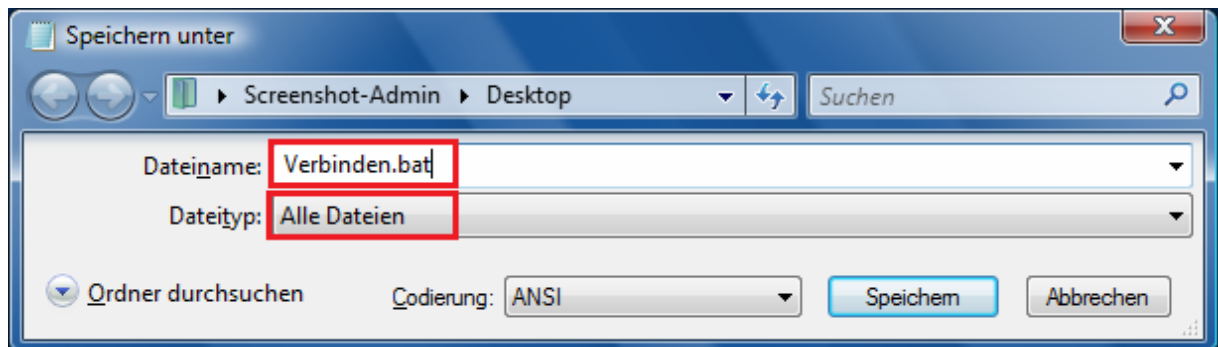 Speichern unter
Screenshot-Admin Desktop Suchen
Dateiname: Verbinden.bat
Dateityp: Alle Dateien
Ordner durchsuchen Codierung: ANSI Speichern Abbrechen